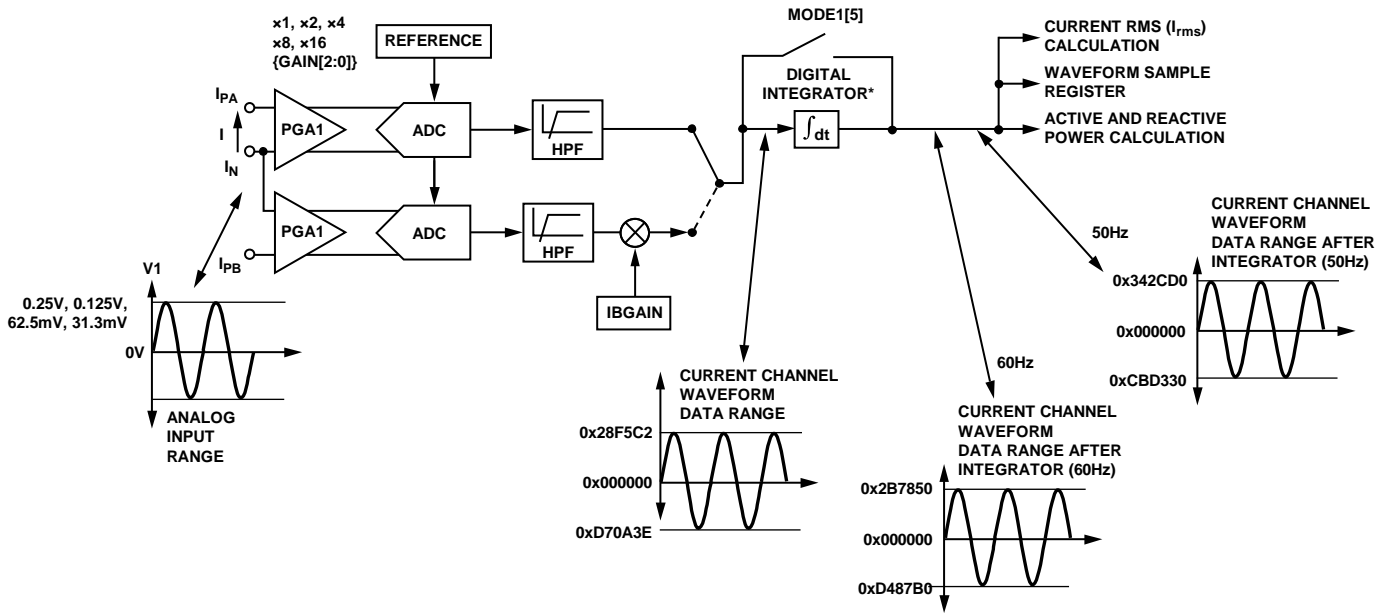 ×1, ×2, ×4
×8, ×16
{GAIN[2:0]}
REFERENCE
MODE1[5]
DIGITAL
INTEGRATOR*
CURRENT RMS (Irms)
CALCULATION
WAVEFORM SAMPLE
REGISTER
ACTIVE AND REACTIVE
POWER CALCULATION
IPA
I
IN
PGA1
ADC
HPF
∫dt
IPB
PGA1
ADC
HPF
IBGAIN
V1
0.25V, 0.125V,
62.5mV, 31.3mV
0V
ANALOG
INPUT
RANGE
CURRENT CHANNEL
WAVEFORM
DATA RANGE
0x28F5C2
0x000000
0xD70A3E
60Hz
CURRENT CHANNEL
WAVEFORM
DATA RANGE AFTER
INTEGRATOR (60Hz)
0x2B7850
0x000000
0xD487B0
50Hz
CURRENT CHANNEL
WAVEFORM
DATA RANGE AFTER
INTEGRATOR (50Hz)
0x342CD0
0x000000
0xCBD330